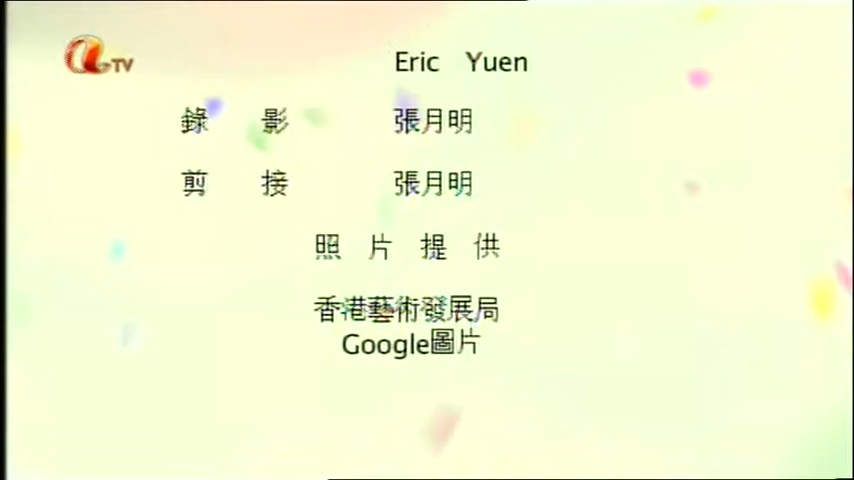 aTV
Eric Yuen
錄 影 張月明
剪 接 張月明
照 片 提 供
香港藝術發展局
Google圖片